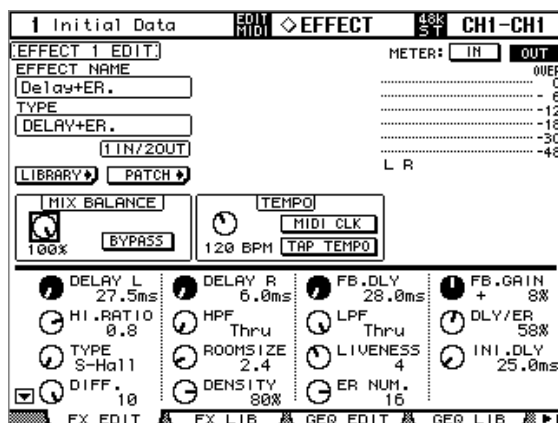 1 Initial Data EDIT MIDI ◇EFFECT 48K ST CH1-CH1
EFFECT 1 EDIT
METER: IN OUT
EFFECT NAME
Delay+ER.
TYPE
DELAY+ER.
1IN/2OUT
LIBRARY PATCH
OVER
0
-6
-12
-18
-30
-48
L R
MIX BALANCE
100% BYPASS
TEMPO
MIDI CLK
120 BPM TAP TEMPO
DELAY L 27.5ms
DELAY R 6.0ms
FB.DLY 28.0ms
FB.GAIN + 8%
HI.RATIO 0.8
HPF Thru
LPF Thru
DLY/ER 58%
TYPE S-Hall
ROOMSIZE 2.4
LIVENESS 4
INI.DLY 25.0ms
DIFF. 10
DENSITY 80%
ER NUM. 16
FX EDIT FX LIB GEQ EDIT GEQ LIB